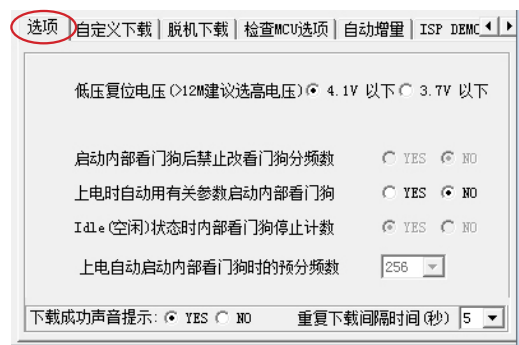 选项 自定义下载 脱机下载 检查MCU选项 自动增量 ISP DEMO
低压复位电压(>12M建议选高电压) 4.1V 以下 3.7V 以下
启动内部看门狗后禁止改看门狗分频数 YES NO
上电时自动用有关参数启动内部看门狗 YES NO
Idle(空闲)状态时内部看门狗停止计数 YES NO
上电自动启动内部看门狗时的预分频数 256
下载成功声音提示: YES NO 重复下载间隔时间(秒) 5